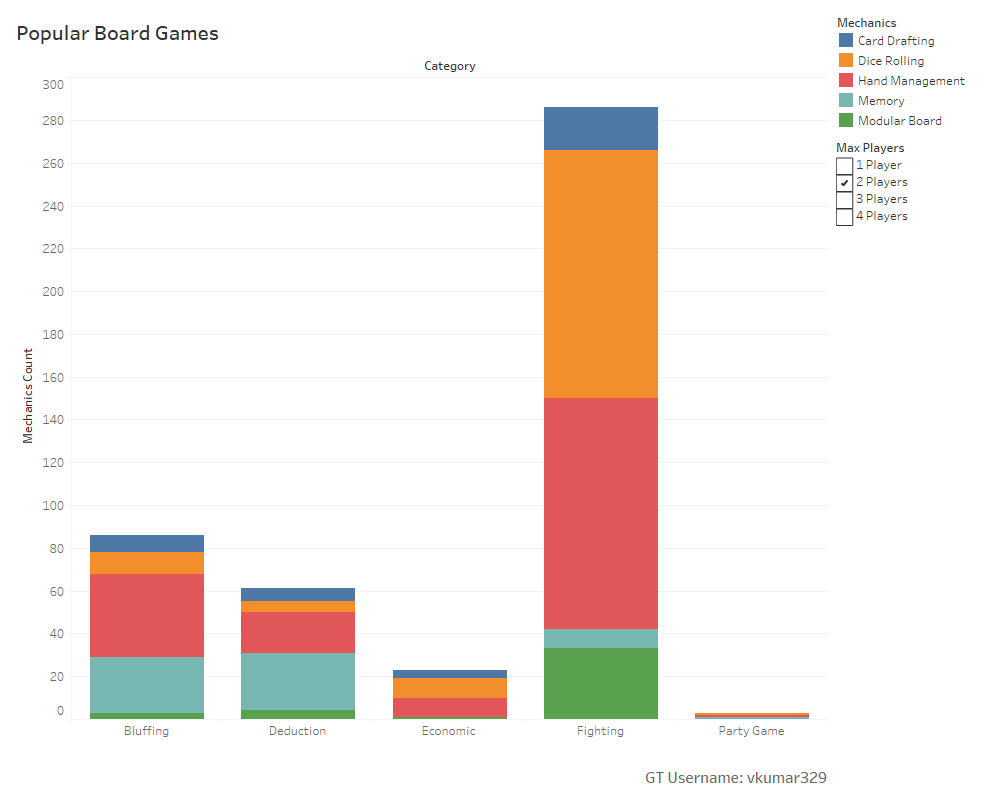 Popular Board Games
Category
Mechanics
Card Drafting
Dice Rolling
Hand Management
Memory
Modular Board
Max Players
1 Player
2 Players
3 Players
4 Players
Mechanics Count
300
280
260
240
220
200
180
160
140
120
100
80
60
40
20
0
Bluffing
Deduction
Economic
Fighting
Party Game
GT Username: vkumar329